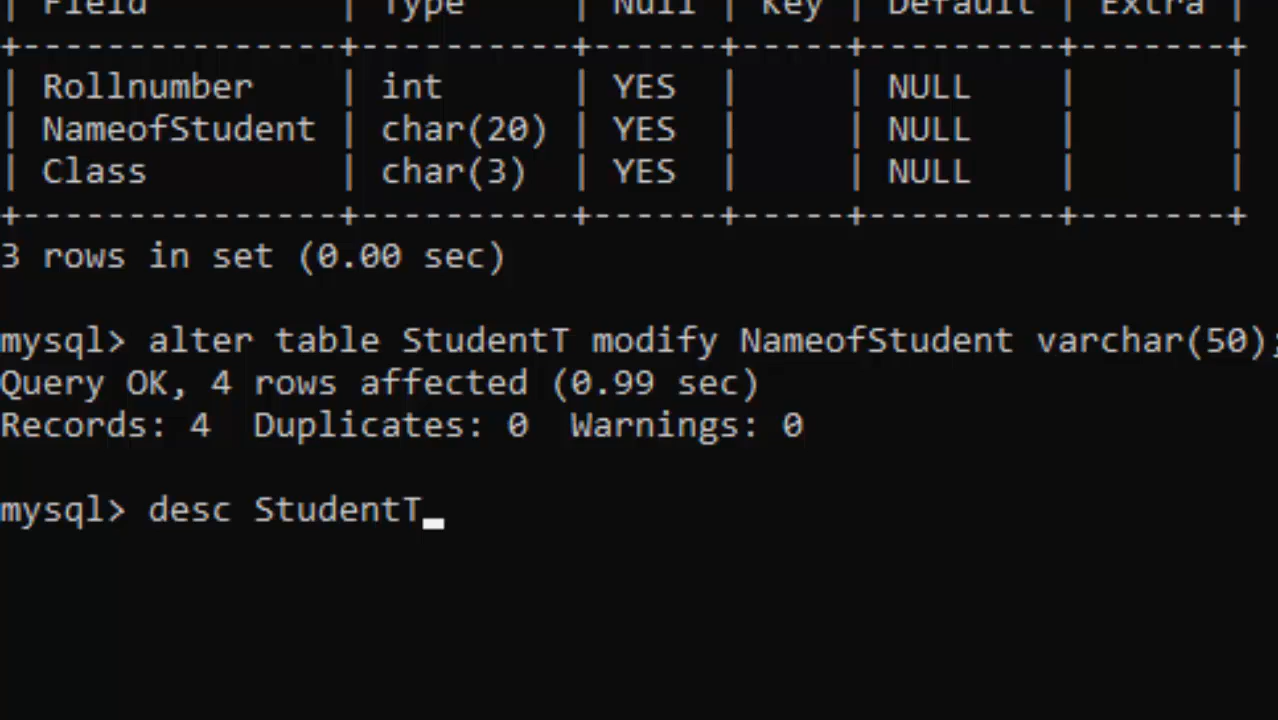 | Field | Type | Null | Key | Default | Extra |
+---------------+----------+------+-----+---------+-------+
| Rollnumber | int | YES | | NULL | |
| NameofStudent | char(20) | YES | | NULL | |
| Class | char(3) | YES | | NULL | |
+---------------+----------+------+-----+---------+-------+
3 rows in set (0.00 sec)
mysql> alter table StudentT modify NameofStudent varchar(50);
Query OK, 4 rows affected (0.99 sec)
Records: 4 Duplicates: 0 Warnings: 0
mysql> desc StudentT